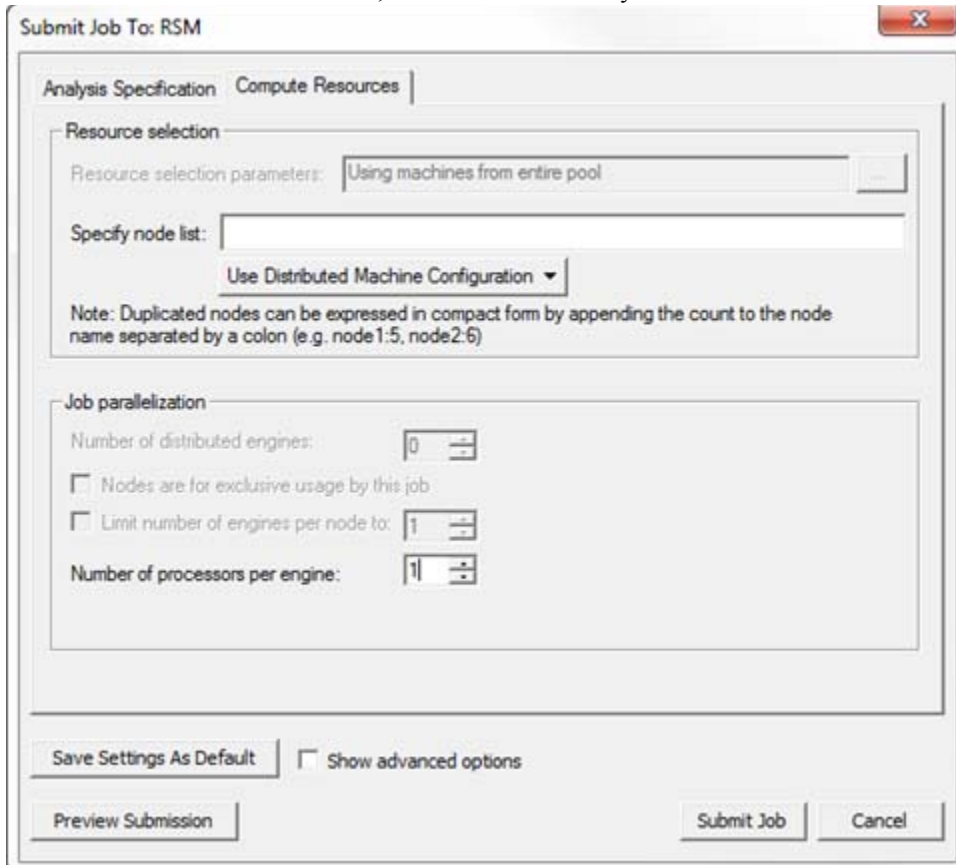 Submit Job To: RSM
Analysis Specification
Compute Resources
Resource selection
Resource selection parameters: Using machines from entire pool ...
Specify node list:
Use Distributed Machine Configuration
Note: Duplicated nodes can be expressed in compact form by appending the count to the node
name separated by a colon (e.g. node1:5, node2:6)
Job parallelization
Number of distributed engines: 0
Nodes are for exclusive usage by this job
Limit number of engines per node to: 1
Number of processors per engine: 1
Save Settings As Default
Show advanced options
Preview Submission
Submit Job
Cancel